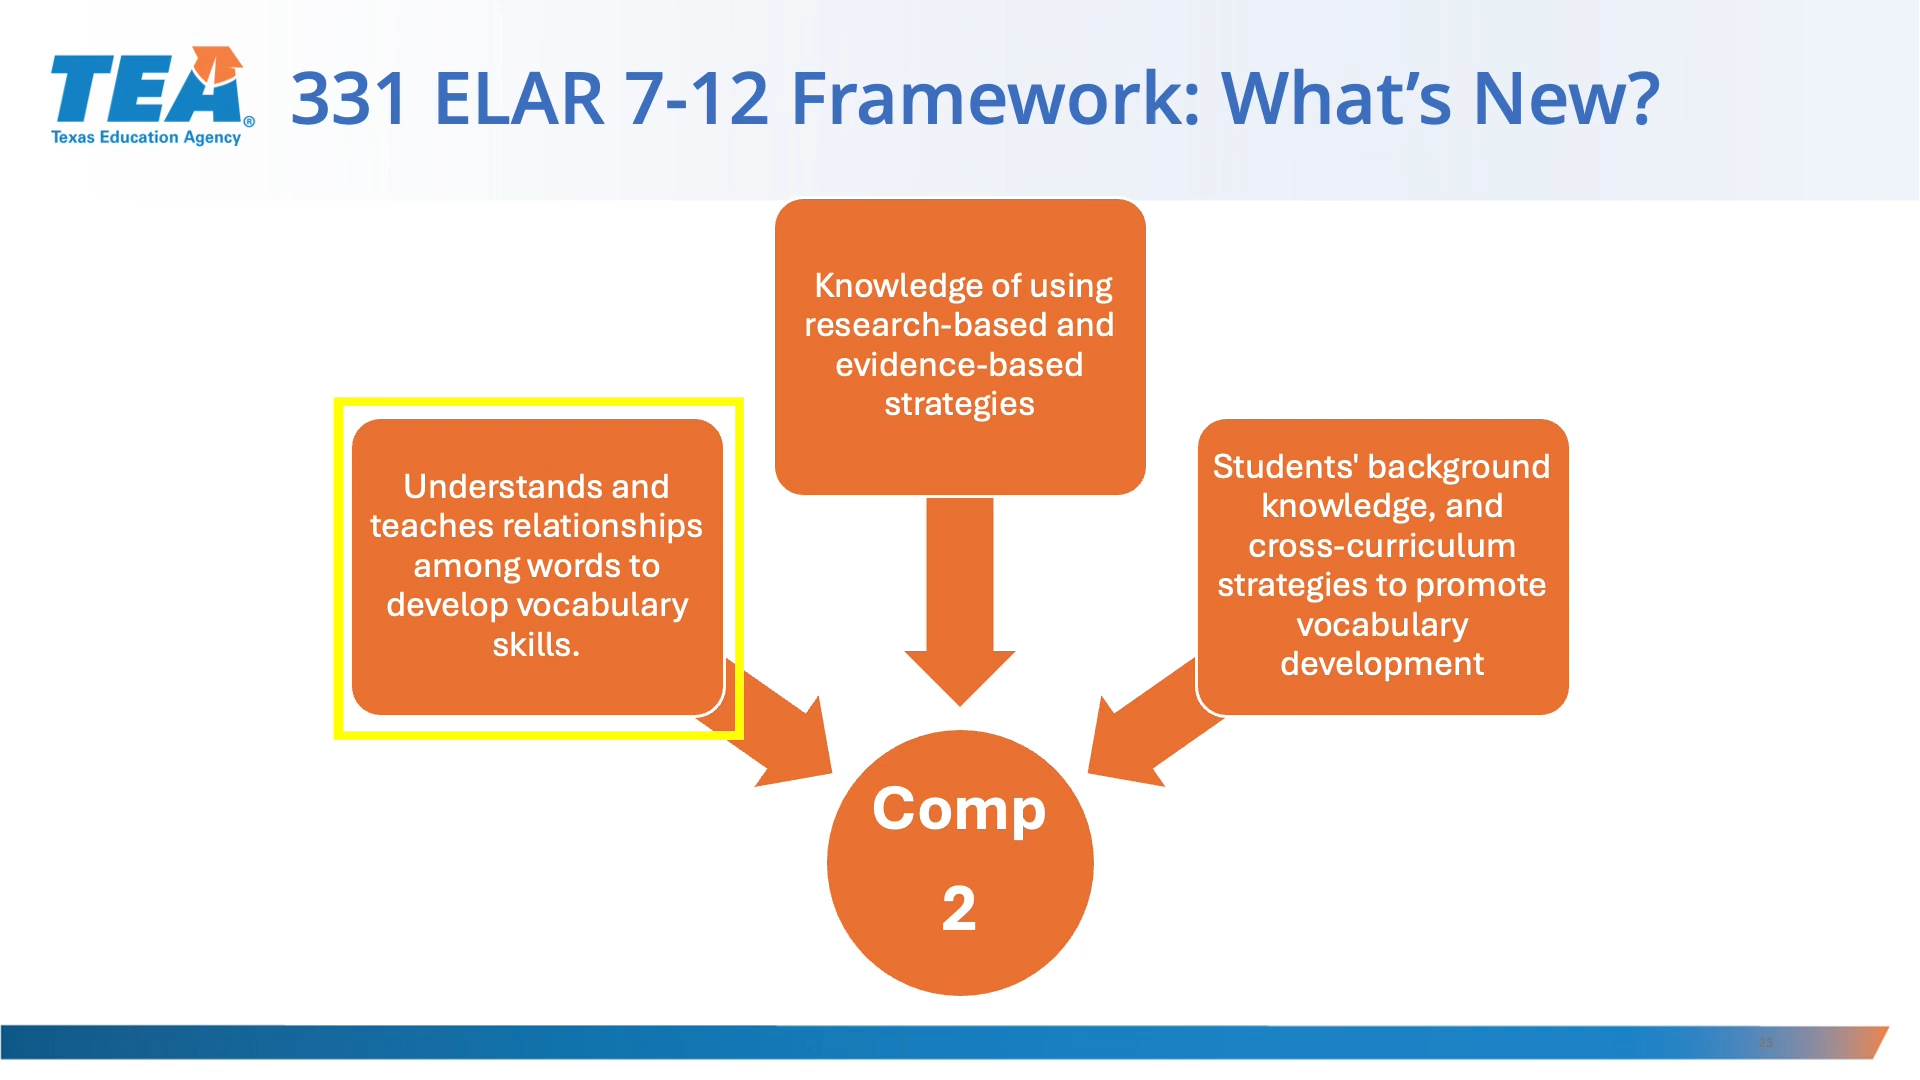 TEA®
Texas Education Agency
331 ELAR 7-12 Framework: What’s New?
Knowledge of using
research-based and
evidence-based
strategies
Understands and
teaches relationships
among words to
develop vocabulary
skills.
Students' background
knowledge, and
cross-curriculum
strategies to promote
vocabulary
development
Comp
2
23